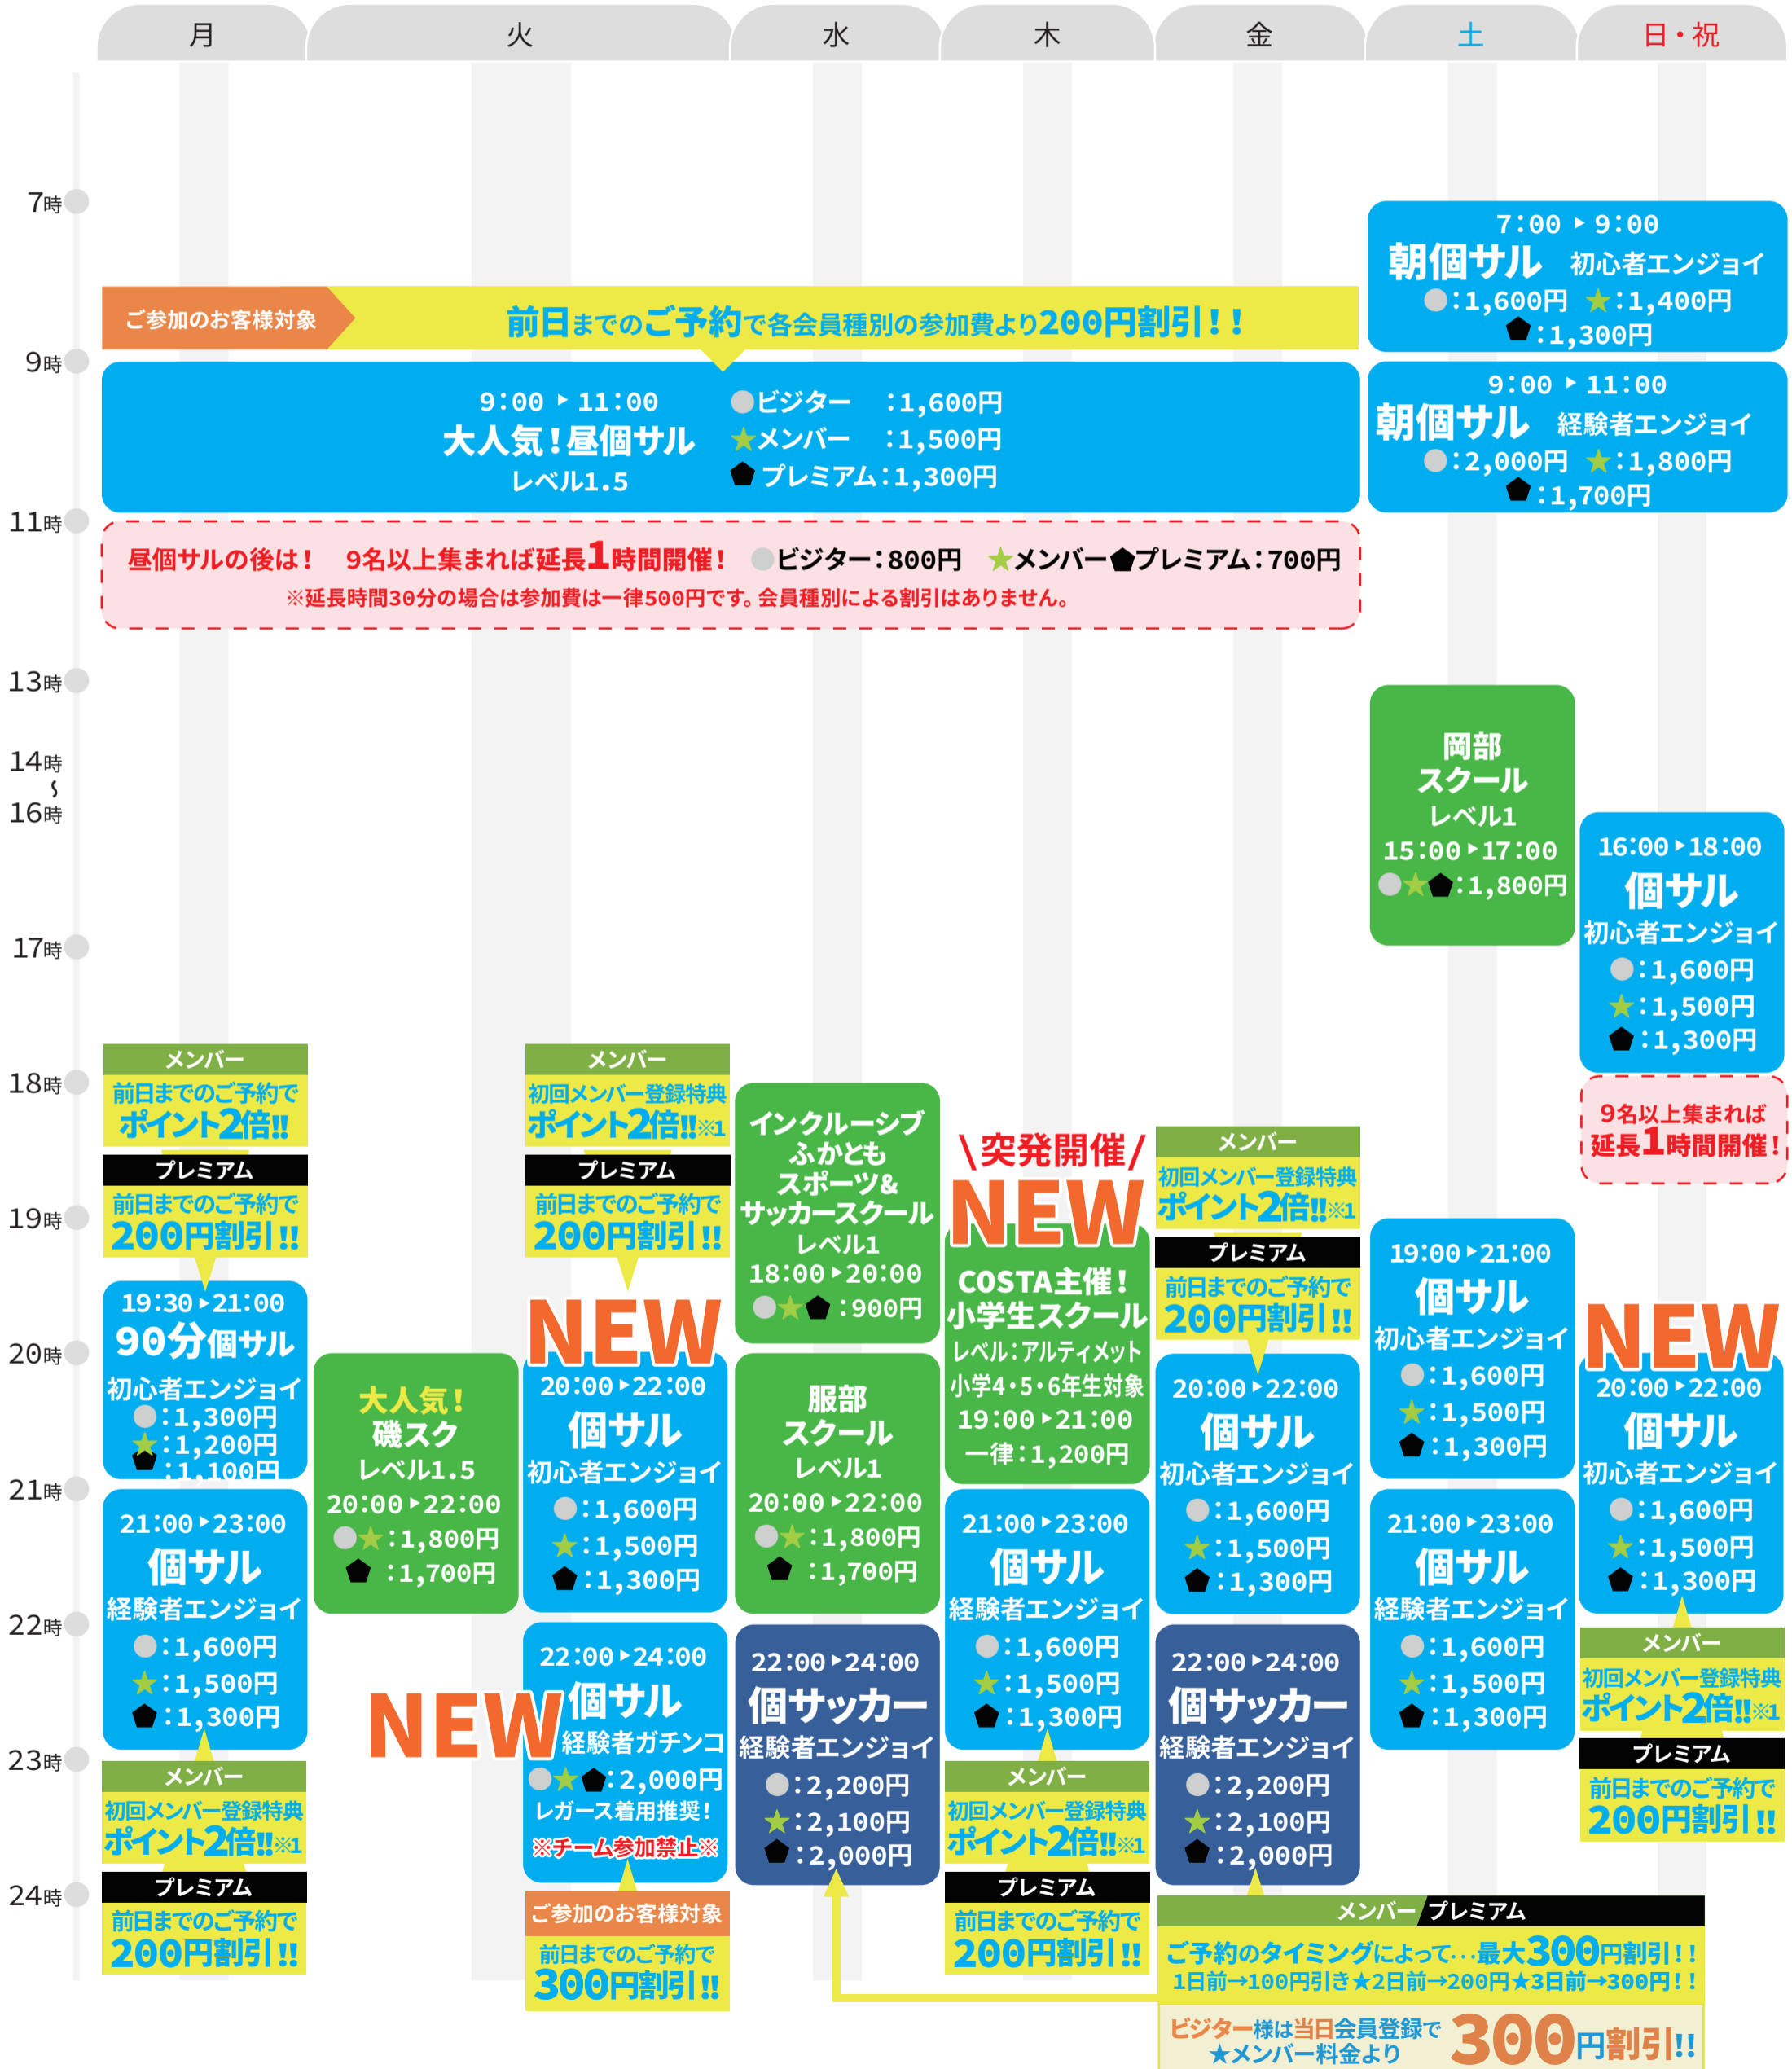 月 火 水 木 金 土 日・祝
7時
9時
11時
13時
14時
〜
16時
17時
18時
19時
20時
21時
22時
23時
24時
7:00 ▶ 9:00
朝個サル 初心者エンジョイ
●:1,600円 ★:1,400円
⬟:1,300円
ご参加のお客様対象
前日までのご予約で各会員種別の参加費より200円割引!!
9:00 ▶ 11:00
大人気!昼個サル
レベル1.5
●ビジター :1,600円
★メンバー :1,500円
⬟プレミアム:1,300円
9:00 ▶ 11:00
朝個サル 経験者エンジョイ
●:2,000円 ★:1,800円
⬟:1,700円
昼個サルの後は! 9名以上集まれば延長1時間開催! ●ビジター:800円 ★メンバー⬟プレミアム:700円
※延長時間30分の場合は参加費は一律500円です。会員種別による割引はありません。
岡部
スクール
レベル1
15:00▶17:00
●★⬟:1,800円
16:00▶18:00
個サル
初心者エンジョイ
●:1,600円
★:1,500円
⬟:1,300円
9名以上集まれば
延長1時間開催!
メンバー
前日までのご予約で
ポイント2倍!!
プレミアム
前日までのご予約で
200円割引!!
19:30▶21:00
90分個サル
初心者エンジョイ
●:1,300円
★:1,200円
⬟:1,100円
21:00▶23:00
個サル
経験者エンジョイ
●:1,600円
★:1,500円
⬟:1,300円
メンバー
初回メンバー登録特典
ポイント2倍!!※1
プレミアム
前日までのご予約で
200円割引!!
大人気!
磯スク
レベル1.5
20:00▶22:00
●★:1,800円
⬟:1,700円
メンバー
初回メンバー登録特典
ポイント2倍!!※1
プレミアム
前日までのご予約で
200円割引!!
NEW
20:00▶22:00
個サル
初心者エンジョイ
●:1,600円
★:1,500円
⬟:1,300円
NEW
22:00▶24:00
個サル
経験者ガチンコ
●★⬟:2,000円
レガース着用推奨!
※チーム参加禁止※
ご参加のお客様対象
前日までのご予約で
300円割引!!
インクルーシブ
ふかとも
スポーツ&
サッカースクール
レベル1
18:00▶20:00
●★⬟:900円
服部
スクール
レベル1
20:00▶22:00
●★:1,800円
⬟:1,700円
22:00▶24:00
個サッカー
経験者エンジョイ
●:2,200円
★:2,100円
⬟:2,000円
\突発開催/
NEW
COSTA主催!
小学生スクール
レベル:アルティメット
小学4・5・6年生対象
19:00▶21:00
一律:1,200円
21:00▶23:00
個サル
経験者エンジョイ
●:1,600円
★:1,500円
⬟:1,300円
メンバー
初回メンバー登録特典
ポイント2倍!!※1
プレミアム
前日までのご予約で
200円割引!!
メンバー
初回メンバー登録特典
ポイント2倍!!※1
プレミアム
前日までのご予約で
200円割引!!
20:00▶22:00
個サル
初心者エンジョイ
●:1,600円
★:1,500円
⬟:1,300円
22:00▶24:00
個サッカー
経験者エンジョイ
●:2,200円
★:2,100円
⬟:2,000円
メンバー プレミアム
ご予約のタイミングによって…最大300円割引!!
1日前→100円引き★2日前→200円★3日前→300円!!
ビジター様は当日会員登録で
★メンバー料金より
300円割引!!
19:00▶21:00
個サル
初心者エンジョイ
●:1,600円
★:1,500円
⬟:1,300円
21:00▶23:00
個サル
経験者エンジョイ
●:1,600円
★:1,500円
⬟:1,300円
NEW
20:00▶22:00
個サル
初心者エンジョイ
●:1,600円
★:1,500円
⬟:1,300円
メンバー
初回メンバー登録特典
ポイント2倍!!※1
プレミアム
前日までのご予約で
200円割引!!